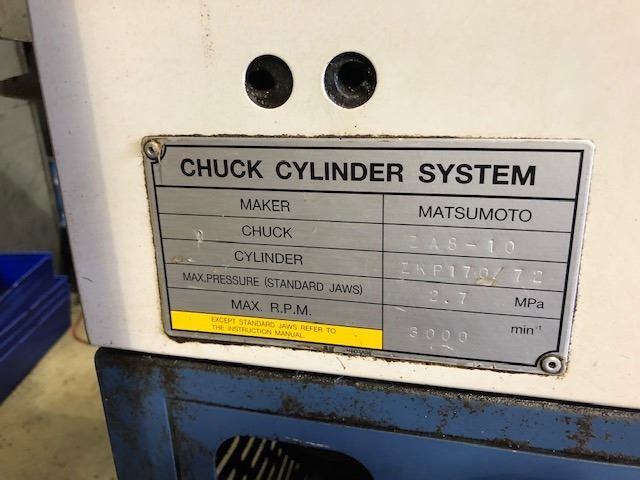 CHUCK CYLINDER SYSTEM
MAKER MATSUMOTO
CHUCK ZA8-10
CYLINDER ZKP170/72
MAX.PRESSURE (STANDARD JAWS) 2.7 MPa
MAX. R.P.M. 3000 min⁻¹
EXCEPT STANDARD JAWS REFER TO
THE INSTRUCTION MANUAL.